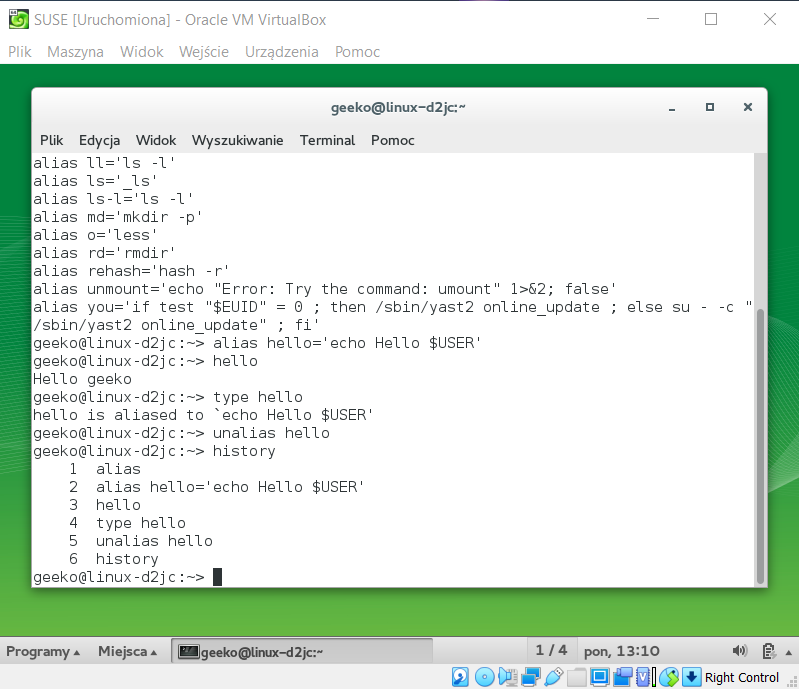 SUSE [Uruchomiona] - Oracle VM VirtualBox
Plik Maszyna Widok Wejście Urządzenia Pomoc
geeko@linux-d2jc:~
Plik Edycja Widok Wyszukiwanie Terminal Pomoc
alias ll='ls -l'
alias ls='_ls'
alias ls-l='ls -l'
alias md='mkdir -p'
alias o='less'
alias rd='rmdir'
alias rehash='hash -r'
alias unmount='echo "Error: Try the command: umount" 1>&2; false'
alias you='if test "$EUID" = 0 ; then /sbin/yast2 online_update ; else su - -c "
/sbin/yast2 online_update" ; fi'
geeko@linux-d2jc:~> alias hello='echo Hello $USER'
geeko@linux-d2jc:~> hello
Hello geeko
geeko@linux-d2jc:~> type hello
hello is aliased to `echo Hello $USER'
geeko@linux-d2jc:~> unalias hello
geeko@linux-d2jc:~> history
    1  alias
    2  alias hello='echo Hello $USER'
    3  hello
    4  type hello
    5  unalias hello
    6  history
geeko@linux-d2jc:~>
Programy Miejsca geeko@linux-d2jc:~ 1 / 4 pon, 13:10
Right Control